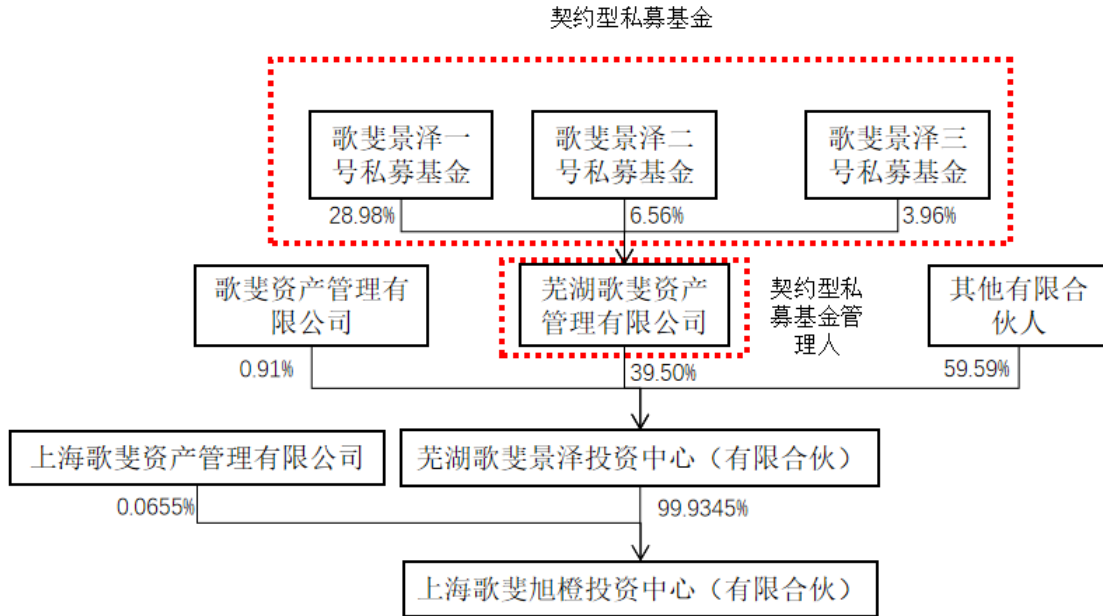 契约型私募基金
歌斐景泽一
号私募基金
歌斐景泽二
号私募基金
歌斐景泽三
号私募基金
28.98%
6.56%
3.96%
歌斐资产管理有
限公司
芜湖歌斐资产
管理有限公司
契约型私
募基金管
理人
其他有限合
伙人
0.91%
39.50%
59.59%
上海歌斐资产管理有限公司
芜湖歌斐景泽投资中心（有限合伙）
0.0655%
99.9345%
上海歌斐旭橙投资中心（有限合伙）